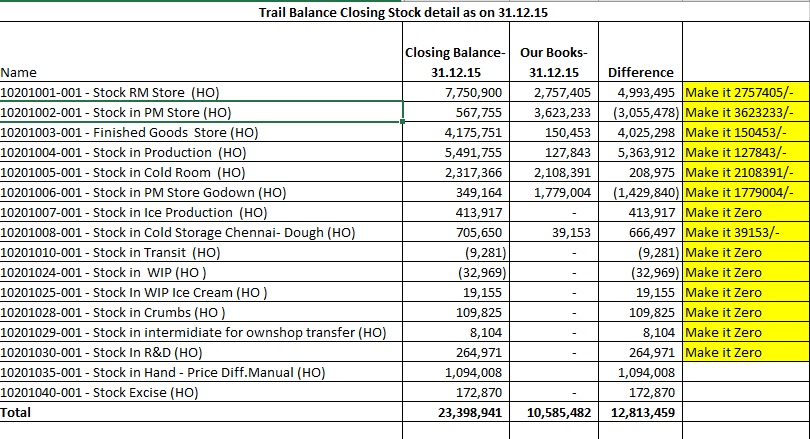 Trail Balance Closing Stock detail as on 31.12.15
Closing Balance- Our Books-
Name 31.12.15 31.12.15 Difference
10201001-001 - Stock RM Store (HO) 7,750,900 2,757,405 4,993,495 Make it 2757405/-
10201002-001 - Stock in PM Store (HO) 567,755 3,623,233 (3,055,478) Make it 3623233/-
10201003-001 - Finished Goods Store (HO) 4,175,751 150,453 4,025,298 Make it 150453/-
10201004-001 - Stock in Production (HO) 5,491,755 127,843 5,363,912 Make it 127843/-
10201005-001 - Stock in Cold Room (HO) 2,317,366 2,108,391 208,975 Make it 2108391/-
10201006-001 - Stock in PM Store Godown (HO) 349,164 1,779,004 (1,429,840) Make it 1779004/-
10201007-001 - Stock in Ice Production (HO) 413,917 - 413,917 Make it Zero
10201008-001 - Stock in Cold Storage Chennai- Dough (HO) 705,650 39,153 666,497 Make it 39153/-
10201010-001 - Stock in Transit (HO) (9,281) - (9,281) Make it Zero
10201024-001 - Stock in WIP (HO ) (32,969) - (32,969) Make it Zero
10201025-001 - Stock In WIP Ice Cream (HO ) 19,155 - 19,155 Make it Zero
10201028-001 - Stock in Crumbs (HO ) 109,825 - 109,825 Make it Zero
10201029-001 - Stock in intermidiate for ownshop transfer (HO) 8,104 - 8,104 Make it Zero
10201030-001 - Stock In R&D (HO) 264,971 - 264,971 Make it Zero
10201035-001 - Stock in Hand - Price Diff.Manual (HO) 1,094,008 1,094,008
10201040-001 - Stock Excise (HO) 172,870 - 172,870
Total 23,398,941 10,585,482 12,813,459